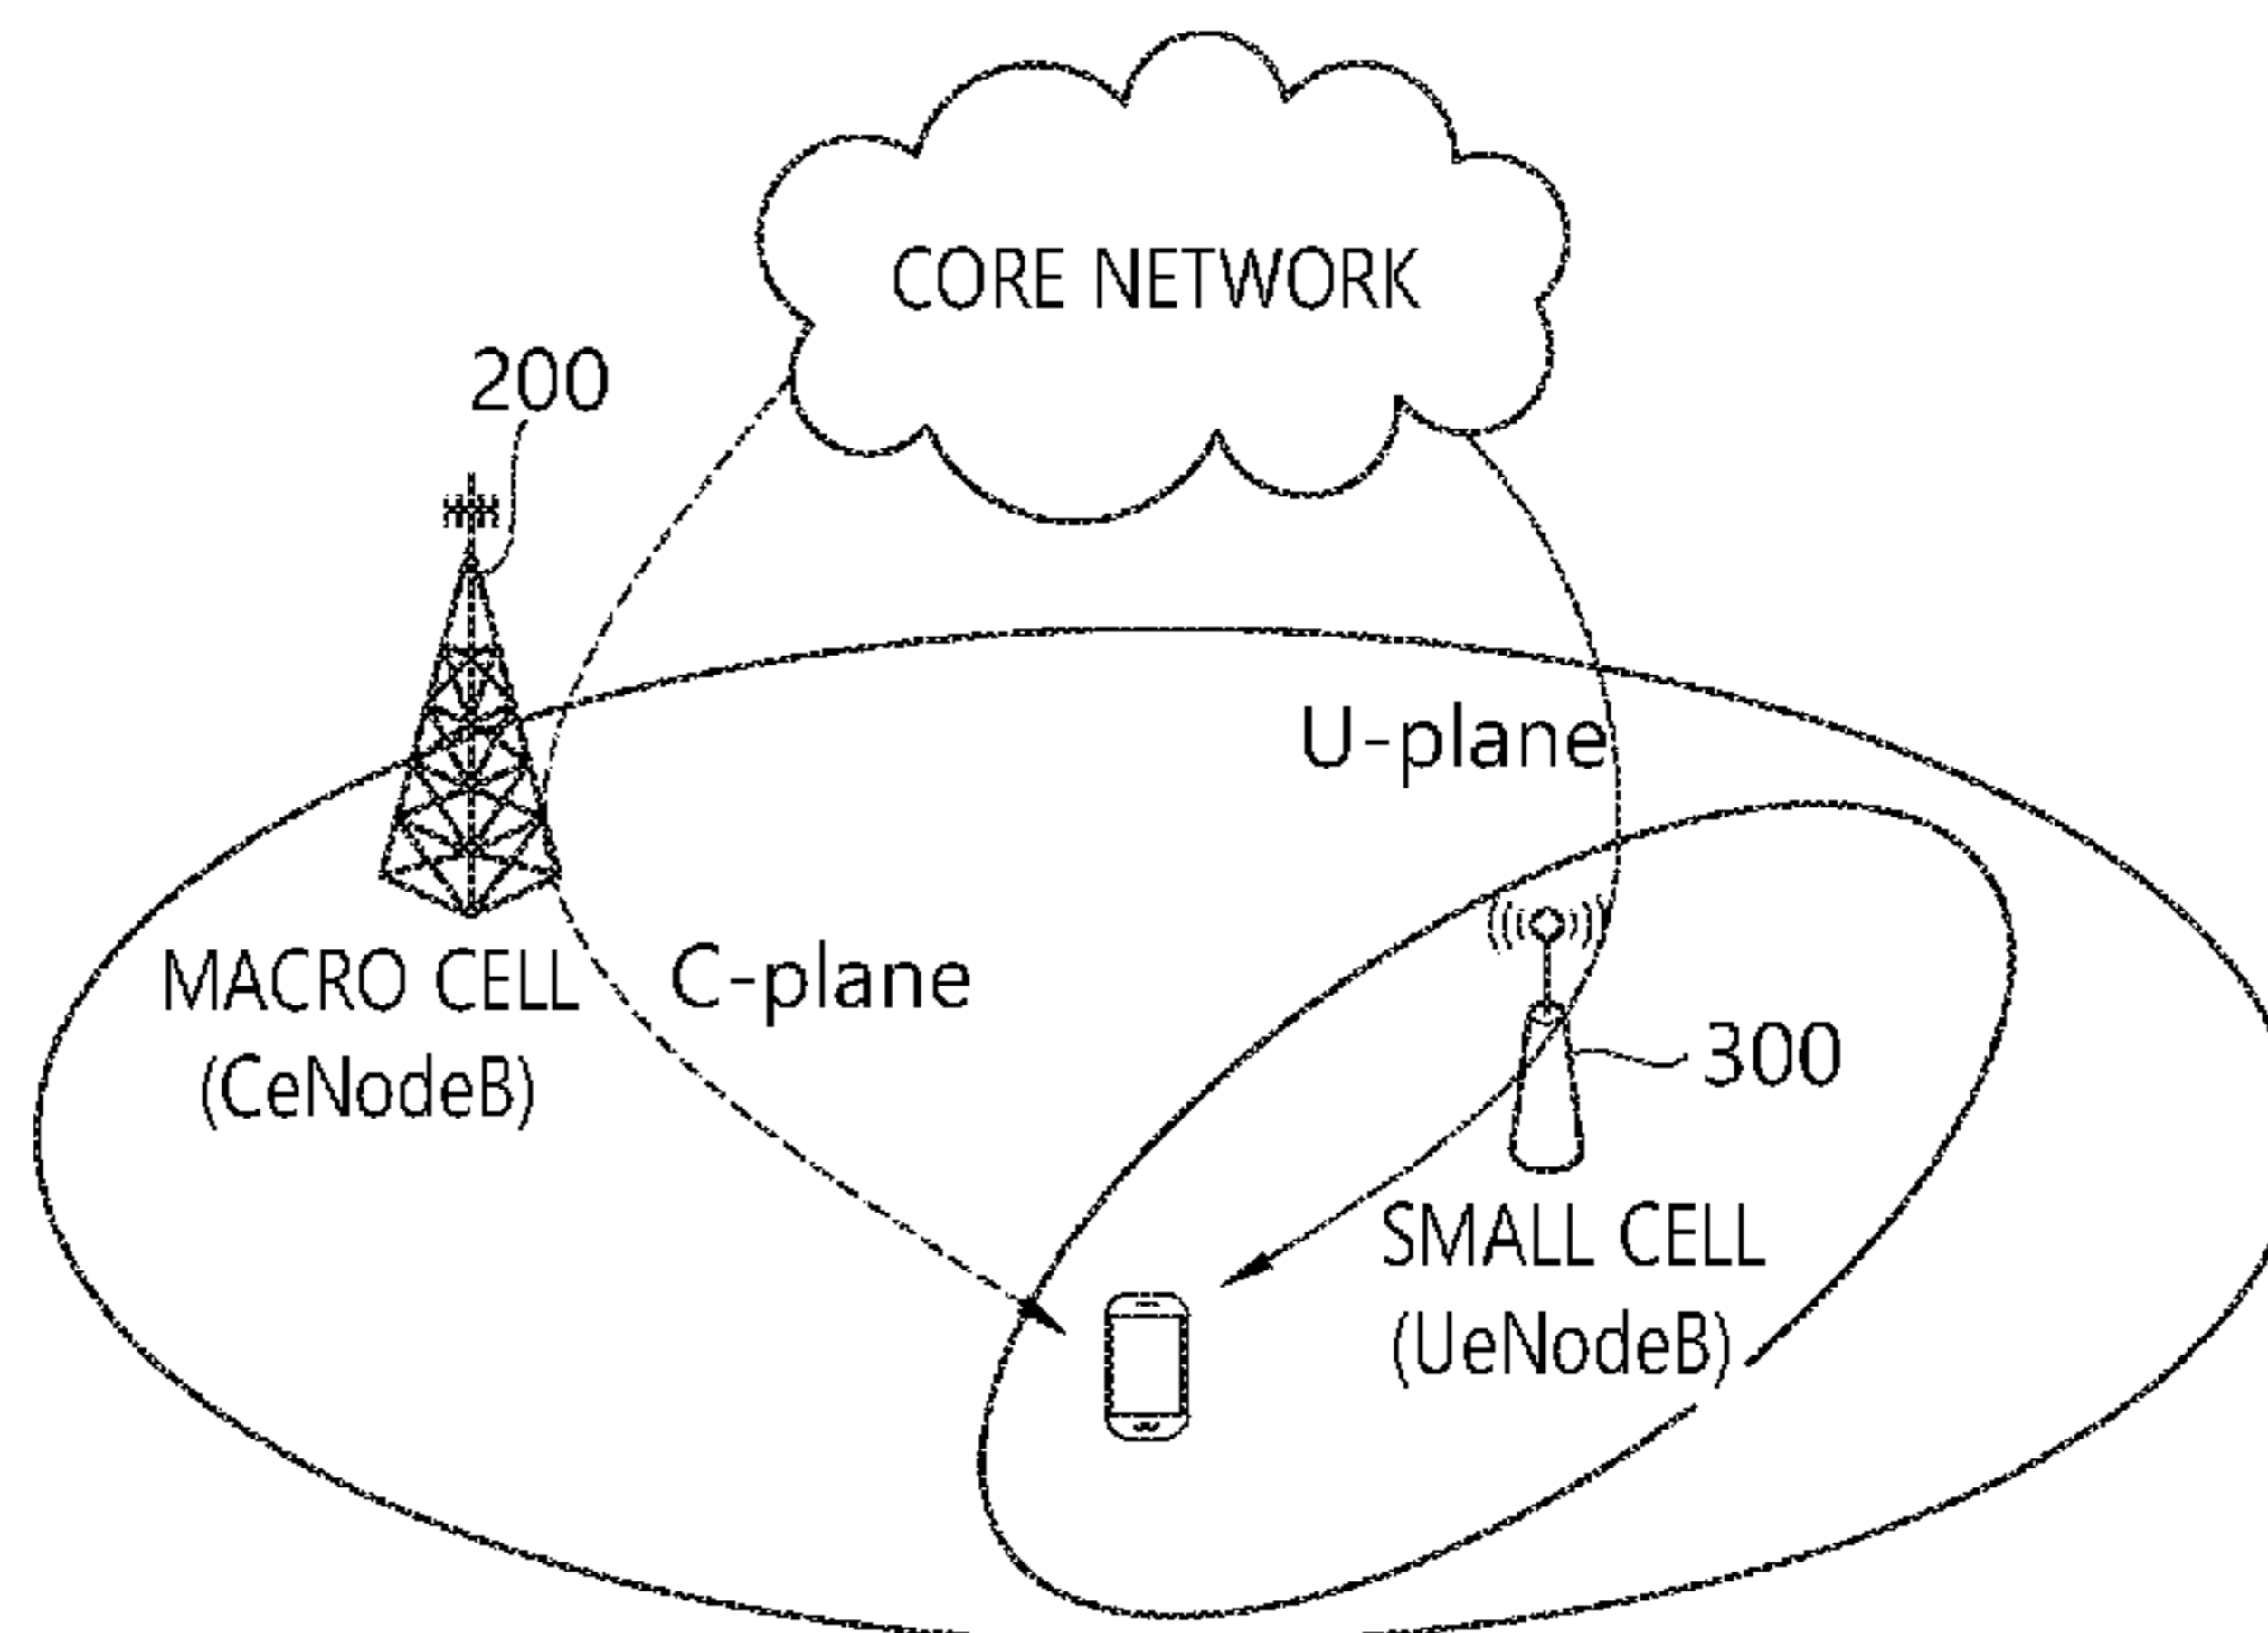 CORE NETWORK
200
U-plane
MACRO CELL
(CeNodeB)
C-plane
300
SMALL CELL
(UeNodeB)